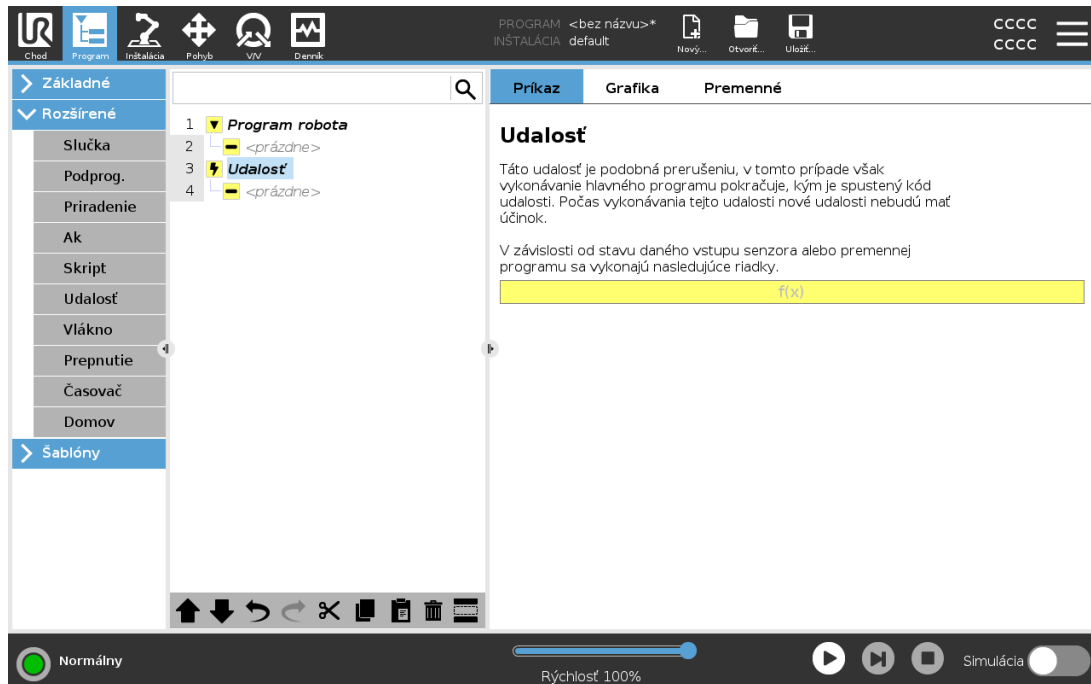 UR
PROGRAM <bez názvu>*
INŠTALÁCIA default
Chod
Program
Inštalácia
Pohyb
V/V
Denník
Nový...
Otvoriť...
Uložiť...
CCCC
CCCC
Základné
Rozšírené
Slučka
Podprog.
Priradenie
Ak
Skript
Udalosť
Vlákno
Prepnutie
Časovač
Domov
Šablóny
1 Program robota
2 <prázdne>
3 Udalosť
4 <prázdne>
Príkaz Grafika Premenné
Udalosť
Táto udalosť je podobná prerušeniu, v tomto prípade však
vykonávanie hlavného programu pokračuje, kým je spustený kód
udalosti. Počas vykonávania tejto udalosti nové udalosti nebudú mať
účinok.
V závislosti od stavu daného vstupu senzora alebo premennej
programu sa vykonajú nasledujúce riadky.
f(x)
Normálny
Rýchlosť 100%
Simulácia